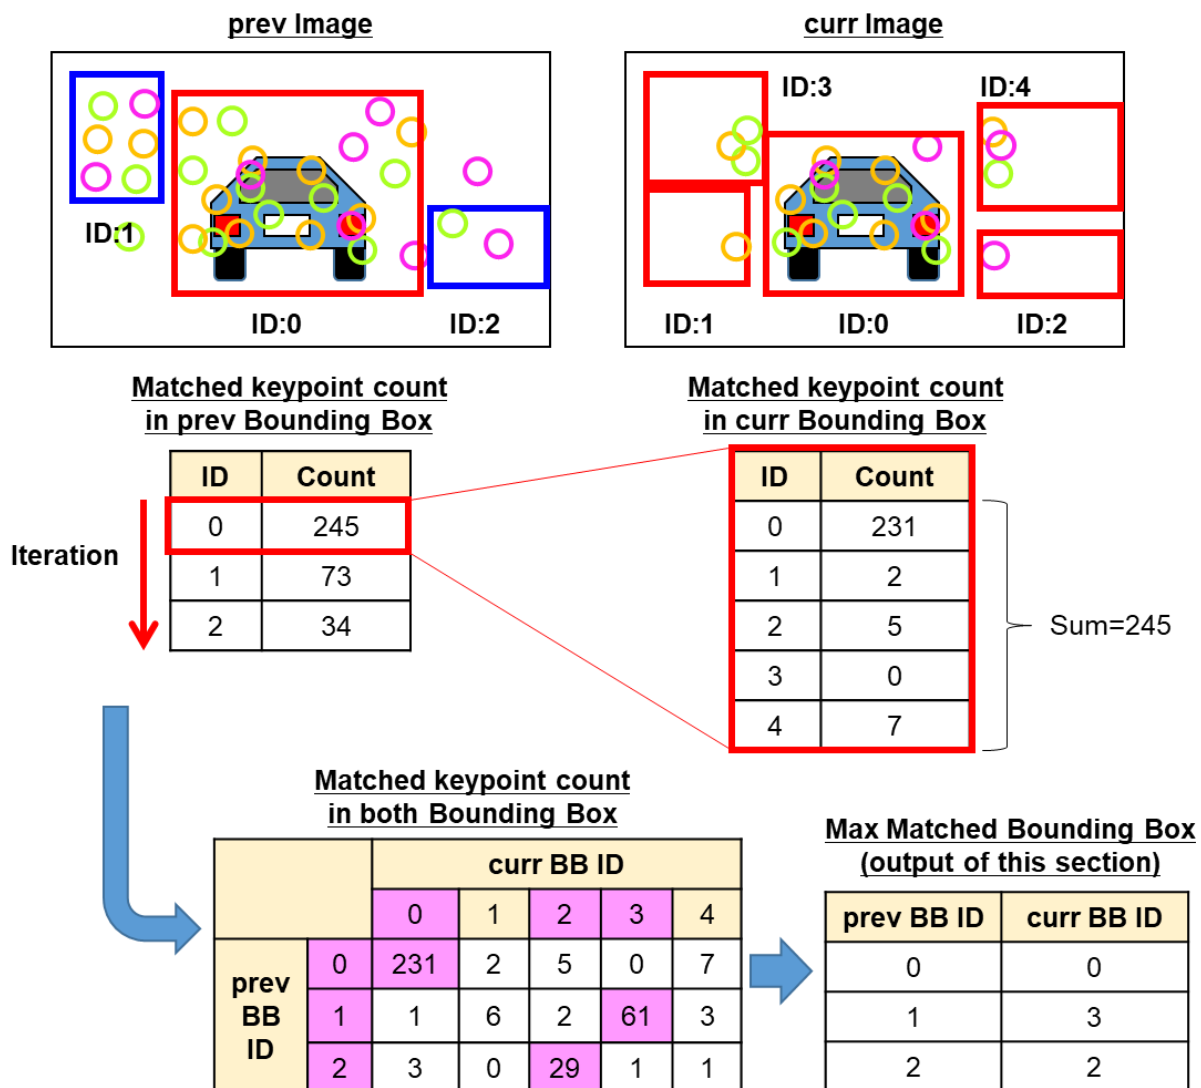 prev Image
curr Image
ID:3
ID:4
ID:1
ID:0
ID:2
ID:1
ID:0
ID:2
Matched keypoint count
in prev Bounding Box
Matched keypoint count
in curr Bounding Box
ID Count
0 245
1 73
2 34
Iteration
ID Count
0 231
1 2
2 5
3 0
4 7
Sum=245
Matched keypoint count
in both Bounding Box
curr BB ID
0 1 2 3 4
prev
BB
ID
0 231 2 5 0 7
1 1 6 2 61 3
2 3 0 29 1 1
Max Matched Bounding Box
(output of this section)
prev BB ID curr BB ID
0 0
1 3
2 2